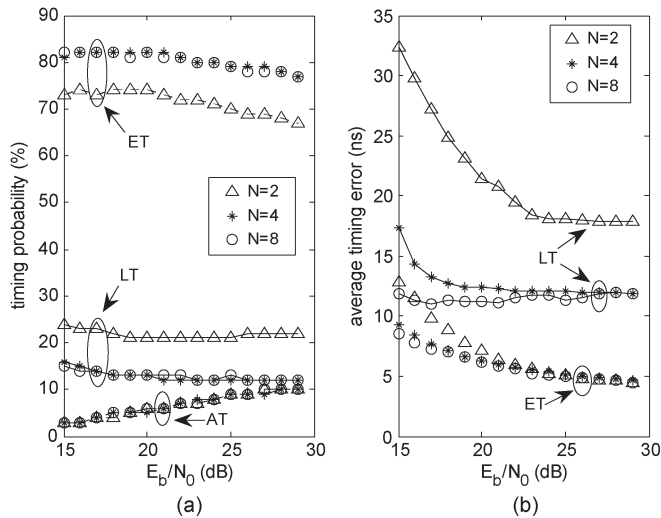 timing probability (%)
90
80
70
60
50
40
30
20
10
0
ET
N=2
N=4
N=8
LT
AT
15
20
25
30
E_b/N_0 (dB)
(a)
average timing error (ns)
35
30
25
20
15
10
5
0
N=2
N=4
N=8
LT
ET
15
20
25
30
E_b/N_0 (dB)
(b)